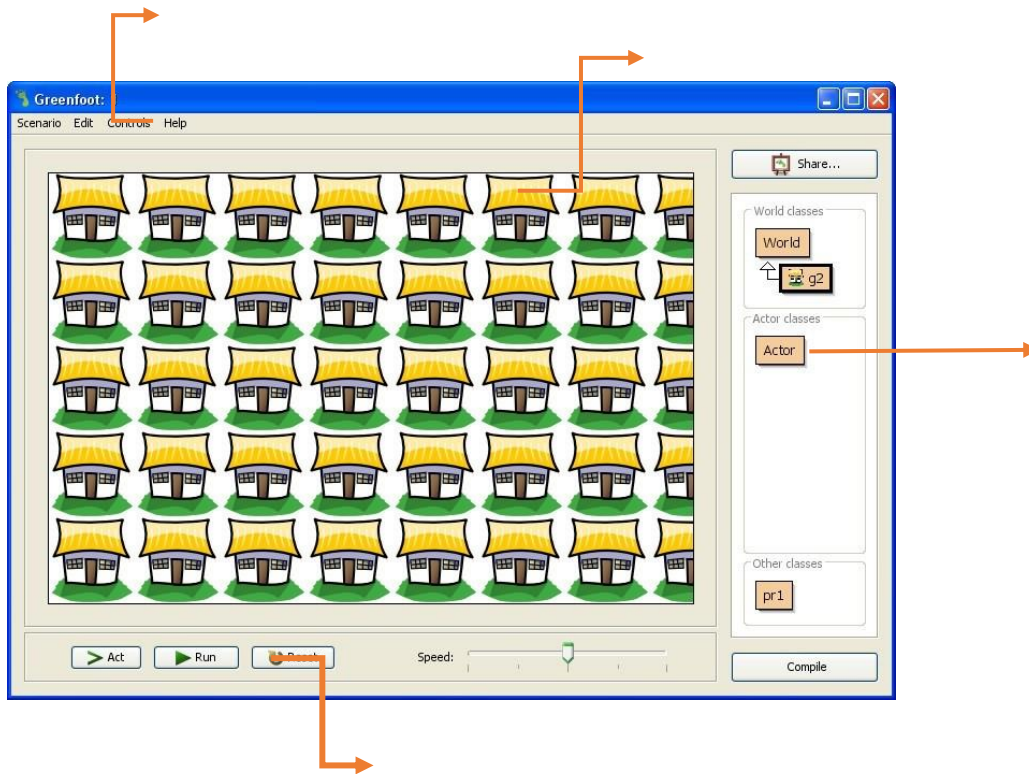 Greenfoot:
Scenario Edit Controls Help
Share...
World classes
World
g2
Actor classes
Actor
Other classes
pr1
Act Run Reset Speed:
Compile